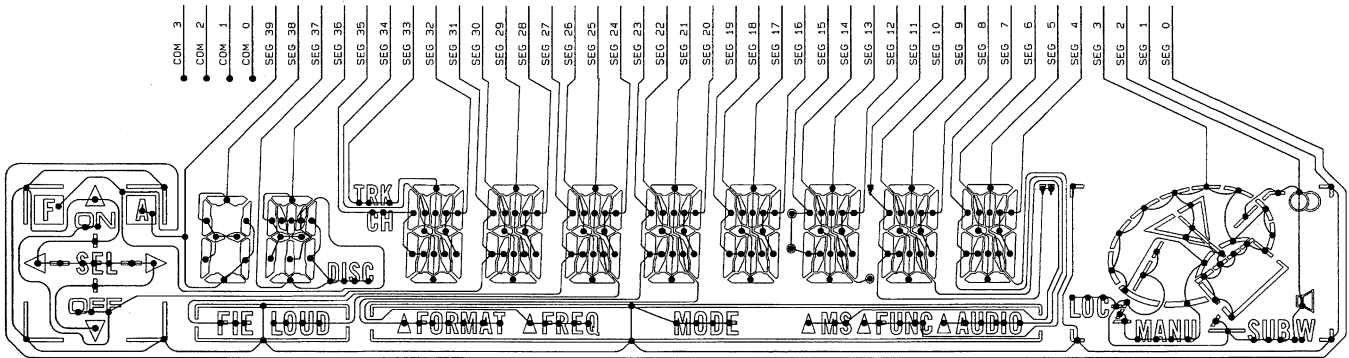 COM 3
COM 2
COM 1
COM 0
SEG 39
SEG 38
SEG 37
SEG 36
SEG 35
SEG 34
SEG 33
SEG 32
SEG 31
SEG 30
SEG 29
SEG 28
SEG 27
SEG 26
SEG 25
SEG 24
SEG 23
SEG 22
SEG 21
SEG 20
SEG 19
SEG 18
SEG 17
SEG 16
SEG 15
SEG 14
SEG 13
SEG 12
SEG 11
SEG 10
SEG 9
SEG 8
SEG 7
SEG 6
SEG 5
SEG 4
SEG 3
SEG 2
SEG 1
SEG 0
F A
ON
SEL
OFF
TRK
CH
DISC
FIE LOUD FORMAT FREQ MODE MS FUNC AUDIO
LOC MANU SUB.W